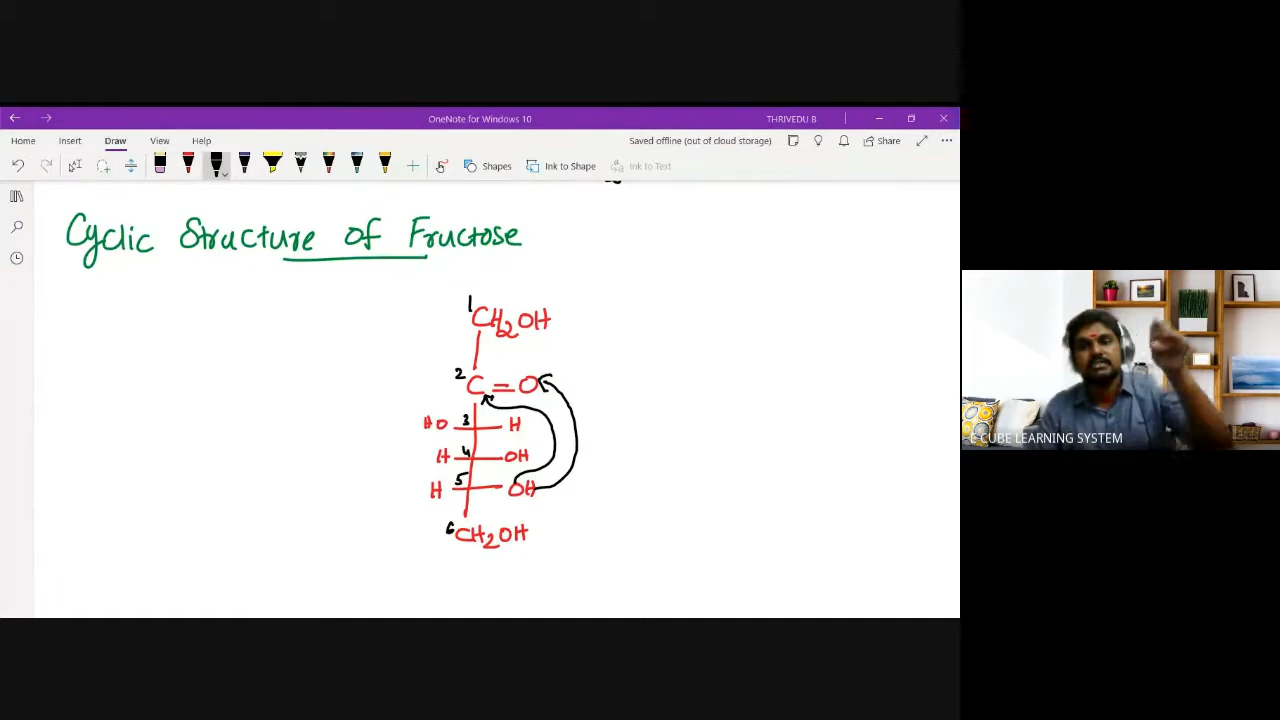 OneNote for Windows 10
THRIVEDU B
Home Insert Draw View Help
Saved offline (out of cloud storage)
Share
Shapes
Ink to Shape
Ink to Text
Cyclic Structure of Fructose
1 CH2OH
2 C=O
HO 3 H
H 4 OH
H 5 OH
6 CH2OH
E CUBE LEARNING SYSTEM